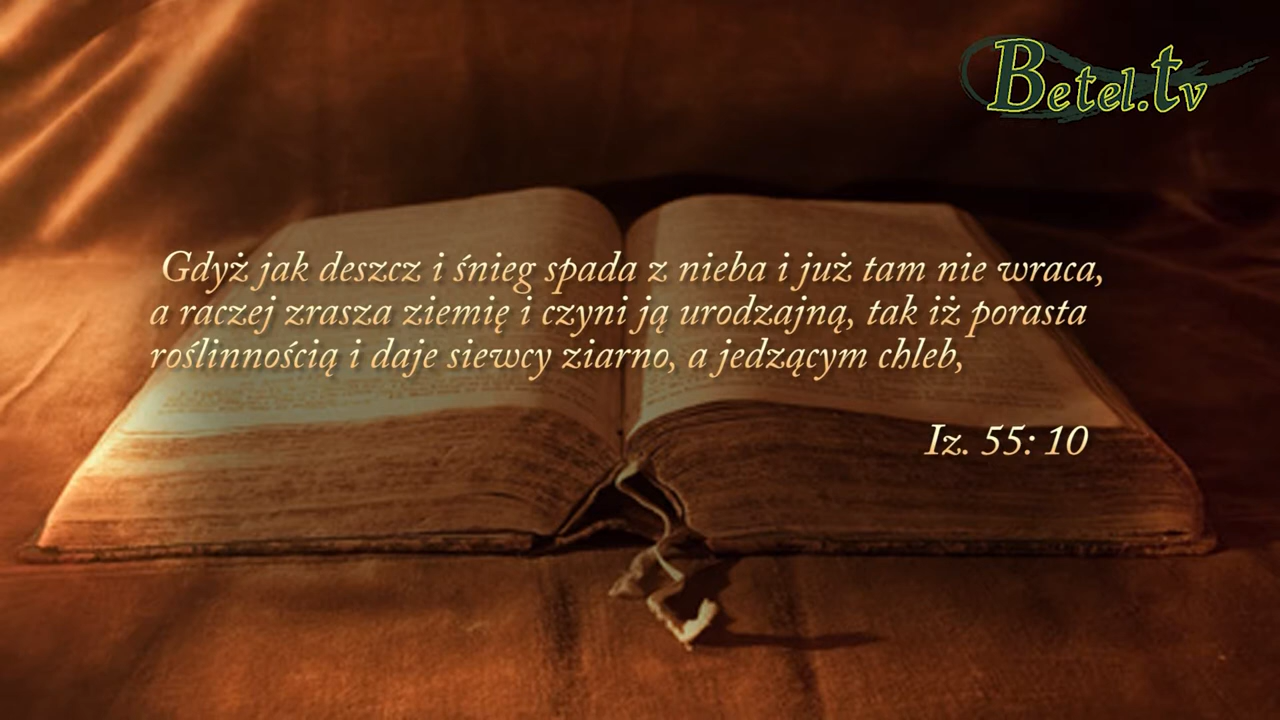 Betel.tv
Gdyż jak deszcz i śnieg spada z nieba i już tam nie wraca,
a raczej zrasza ziemię i czyni ją urodzajną, tak iż porasta
roślinnością i daje siewcy ziarno, a jedzącym chleb,
Iz. 55: 10